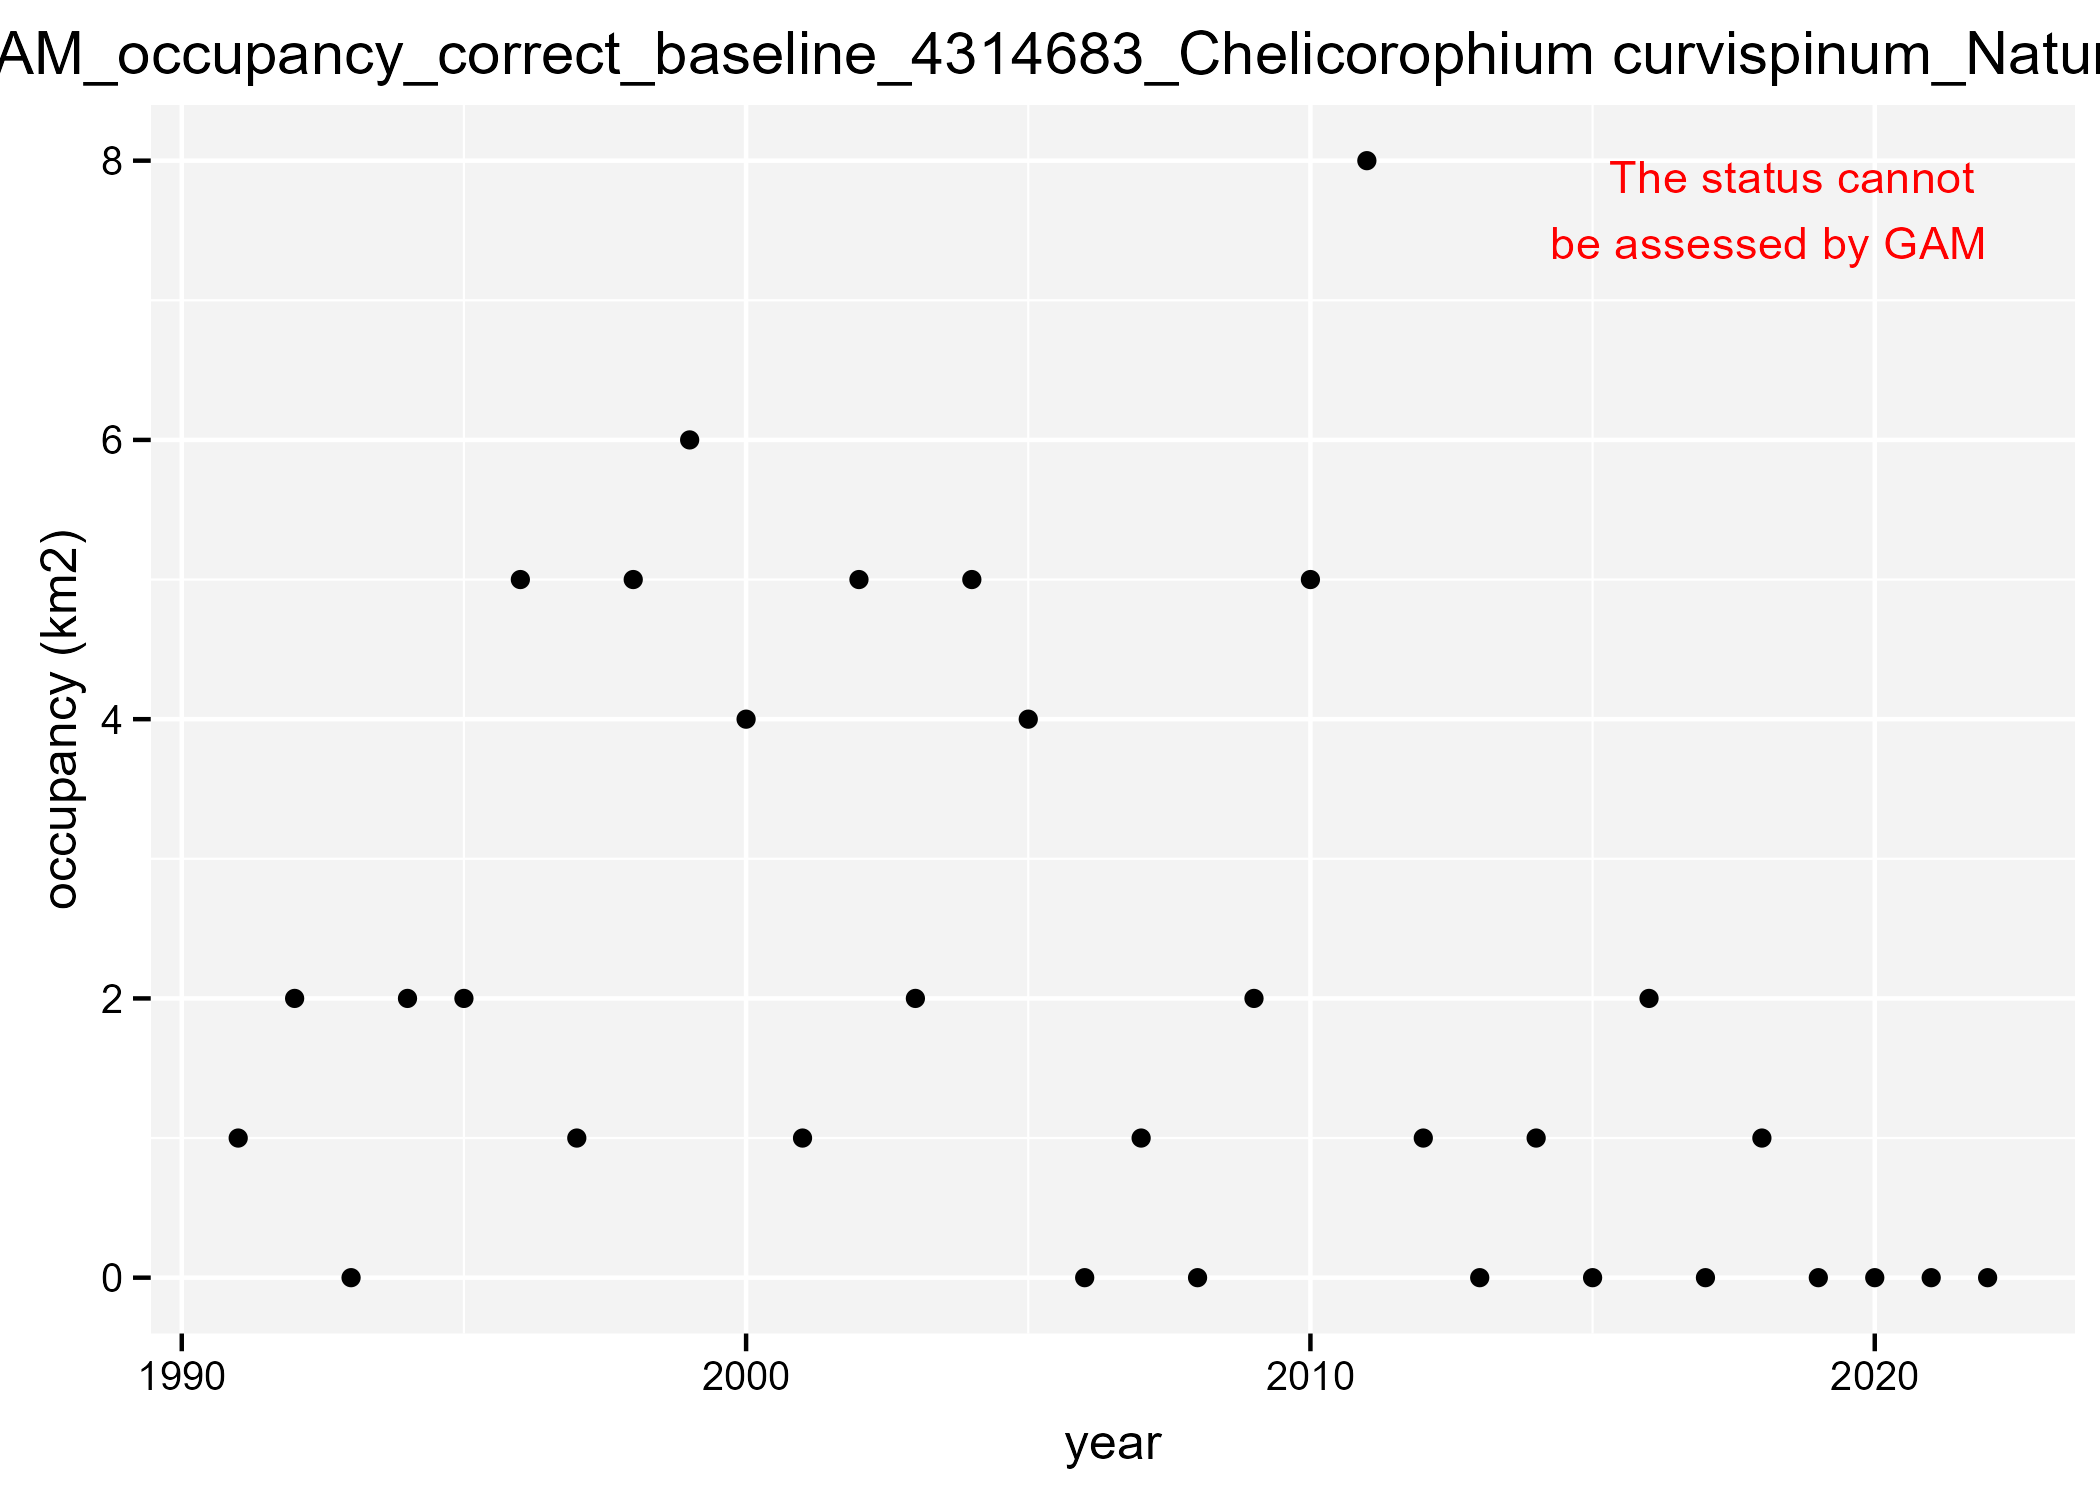 AM_occupancy_correct_baseline_4314683_Chelicorophium curvispinum_Natu
The status cannot
be assessed by GAM
8
6
4
2
0
occupancy (km2)
1990 2000 2010 2020
year